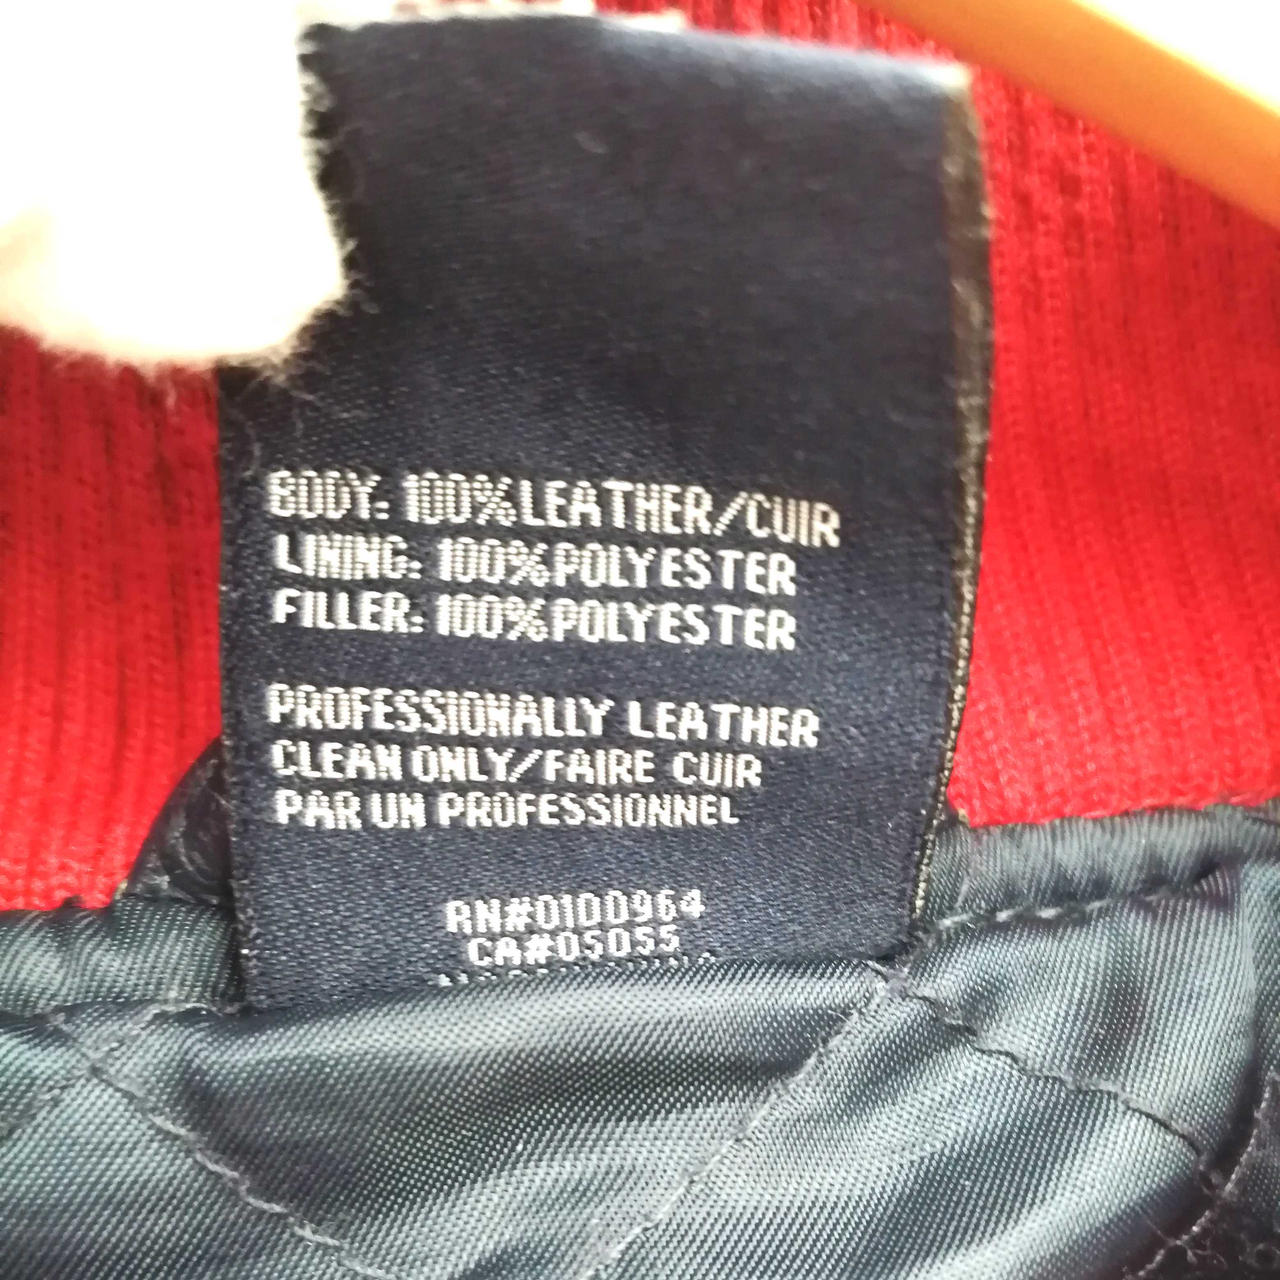 BODY: 100% LEATHER/CUIR
LINING: 100% POLYESTER
FILLER: 100% POLYESTER
PROFESSIONALLY LEATHER
CLEAN ONLY/FAIRE CUIR
PAR UN PROFESSIONNEL
RN#0100964
CA#05055